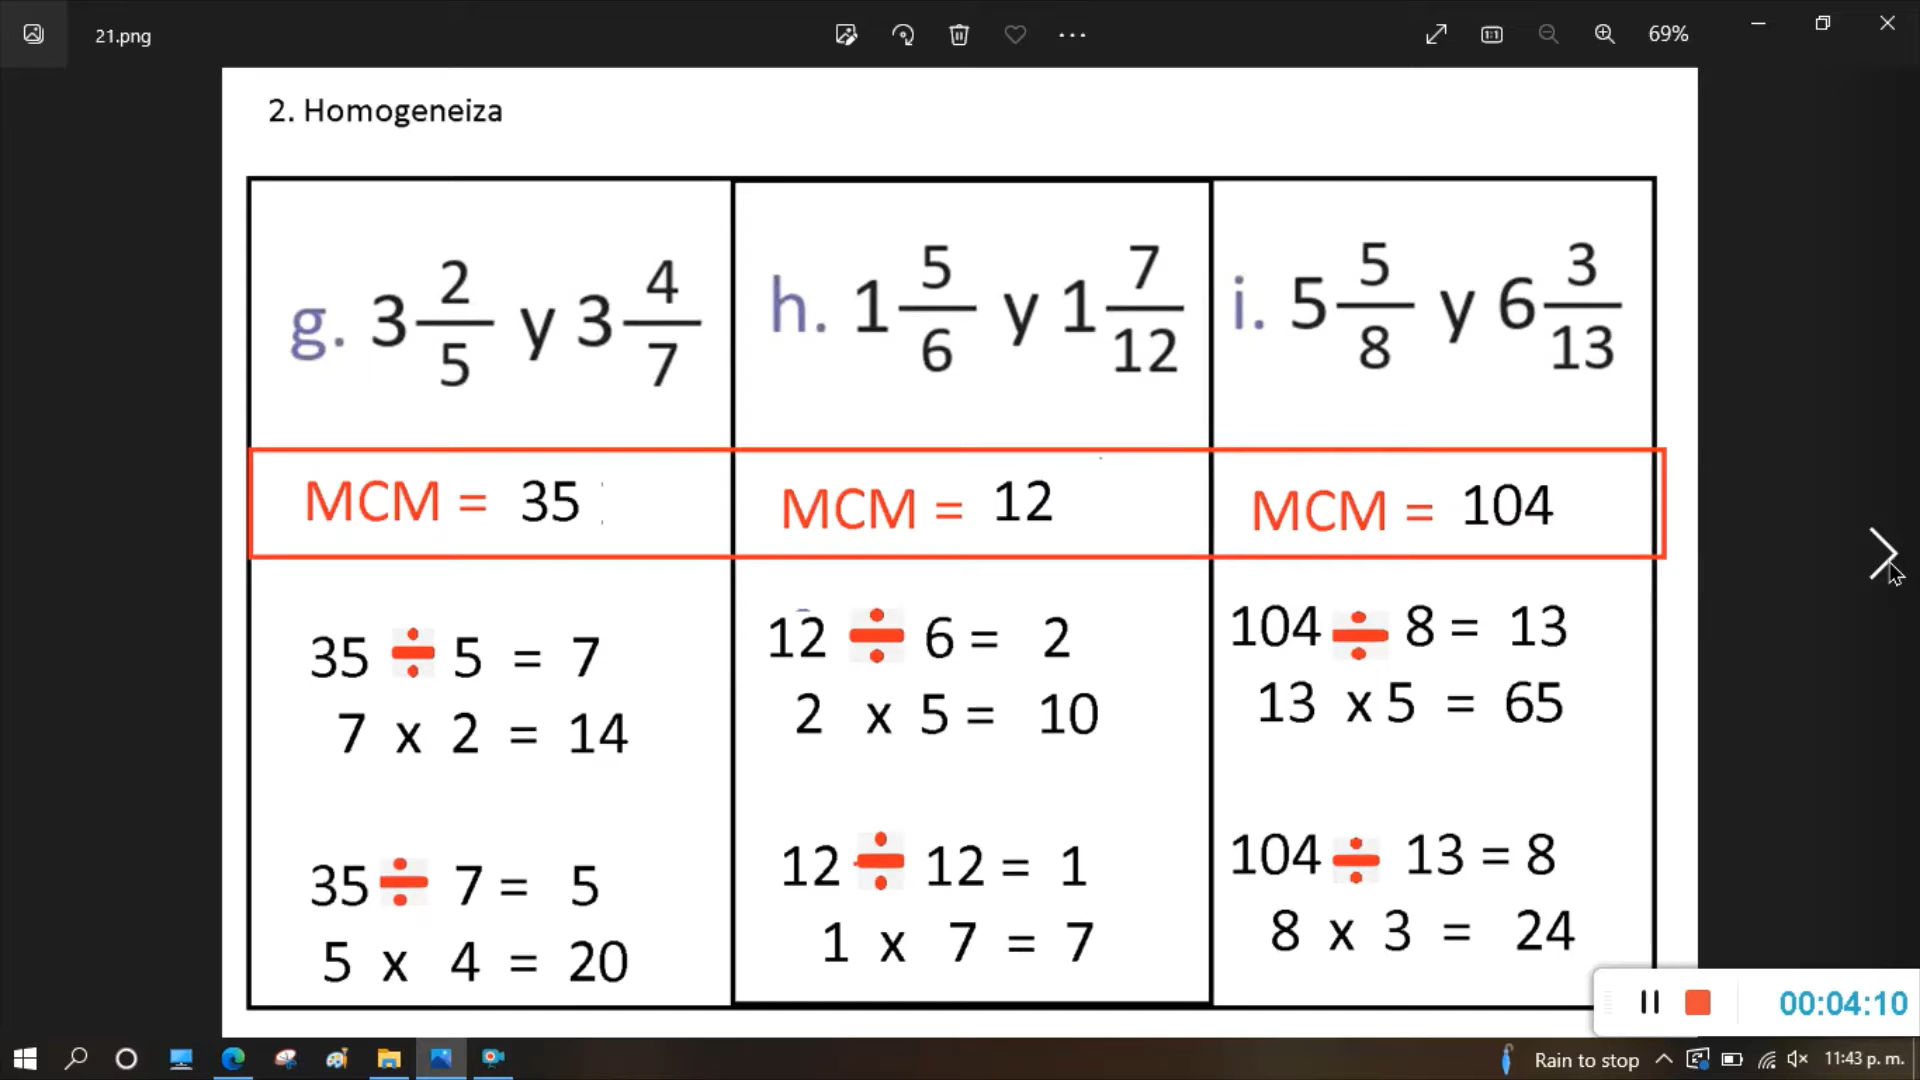 21.png
69%
2. Homogeneiza
g. 3 2/5 y 3 4/7
h. 1 5/6 y 1 7/12
i. 5 5/8 y 6 3/13
MCM = 35
MCM = 12
MCM = 104
35 ÷ 5 = 7
7 x 2 = 14
35 ÷ 7 = 5
5 x 4 = 20
12 ÷ 6 = 2
2 x 5 = 10
12 ÷ 12 = 1
1 x 7 = 7
104 ÷ 8 = 13
13 x 5 = 65
104 ÷ 13 = 8
8 x 3 = 24
00:04:10
Rain to stop
11:43 p. m.